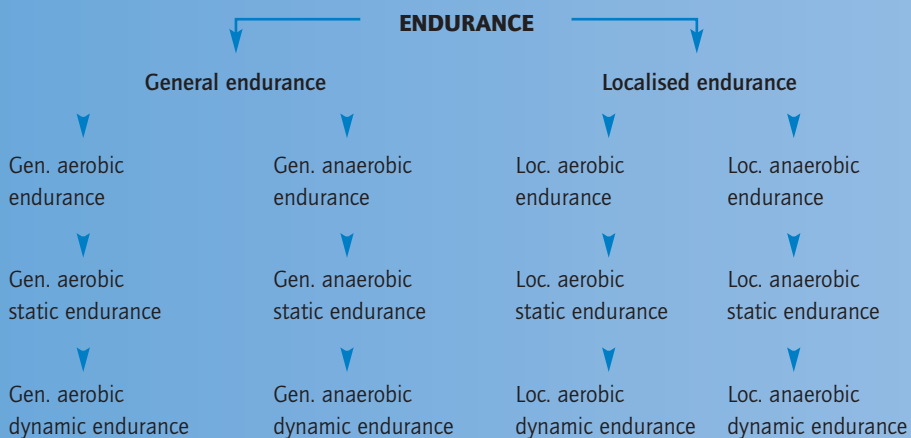 ENDURANCE
General endurance
Localised endurance
Gen. aerobic
endurance
Gen. anaerobic
endurance
Loc. aerobic
endurance
Loc. anaerobic
endurance
Gen. aerobic
static endurance
Gen. anaerobic
static endurance
Loc. aerobic
static endurance
Loc. anaerobic
static endurance
Gen. aerobic
dynamic endurance
Gen. anaerobic
dynamic endurance
Loc. aerobic
dynamic endurance
Loc. anaerobic
dynamic endurance